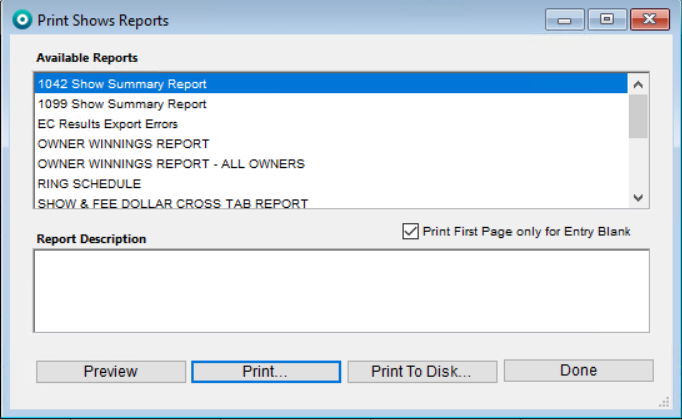 Print Shows Reports
Available Reports
1042 Show Summary Report
1099 Show Summary Report
EC Results Export Errors
OWNER WINNINGS REPORT
OWNER WINNINGS REPORT - ALL OWNERS
RING SCHEDULE
SHOW & FEE DOLLAR CROSS TAB REPORT
Print First Page only for Entry Blank
Report Description
Preview Print... Print To Disk... Done